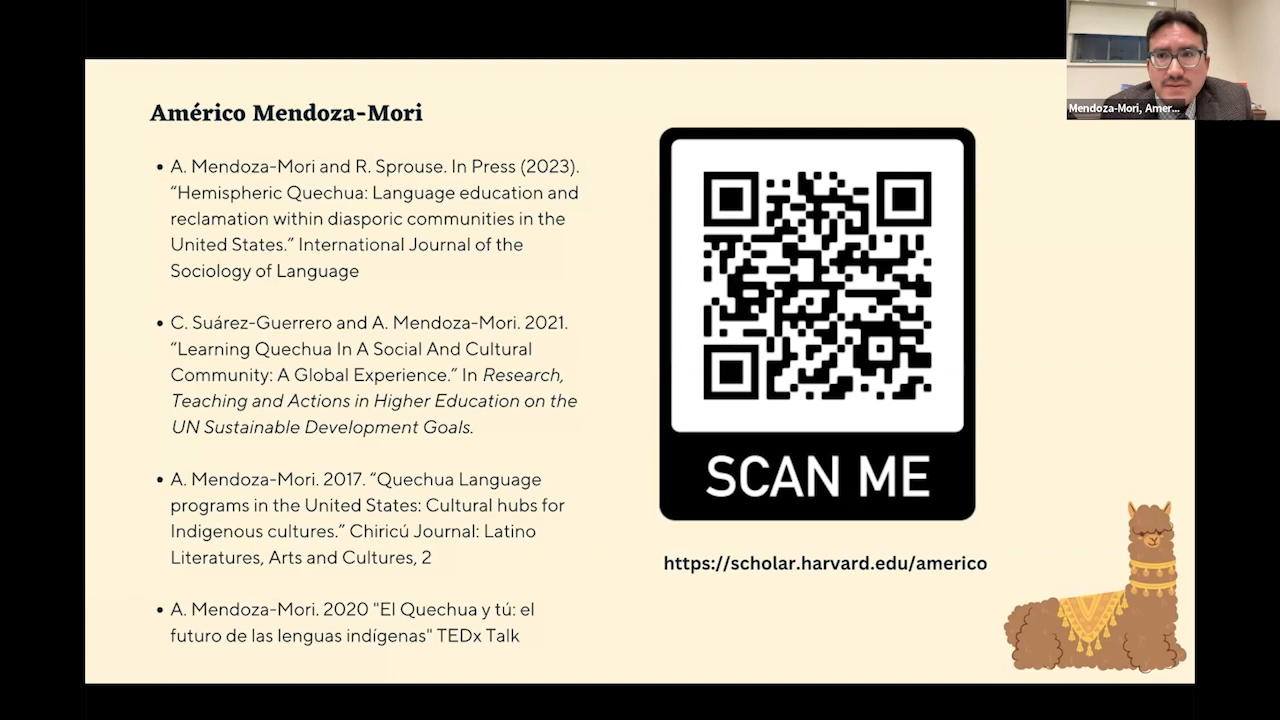 Américo Mendoza-Mori
• A. Mendoza-Mori and R. Sprouse. In Press (2023).
“Hemispheric Quechua: Language education and
reclamation within diasporic communities in the
United States.” International Journal of the
Sociology of Language
• C. Suárez-Guerrero and A. Mendoza-Mori. 2021.
“Learning Quechua In A Social And Cultural
Community: A Global Experience.” In Research,
Teaching and Actions in Higher Education on the
UN Sustainable Development Goals.
• A. Mendoza-Mori. 2017. “Quechua Language
programs in the United States: Cultural hubs for
Indigenous cultures.” Chiricú Journal: Latino
Literatures, Arts and Cultures, 2
• A. Mendoza-Mori. 2020 "El Quechua y tú: el
futuro de las lenguas indígenas" TEDx Talk
SCAN ME
https://scholar.harvard.edu/americo
Mendoza-Mori, Amer...